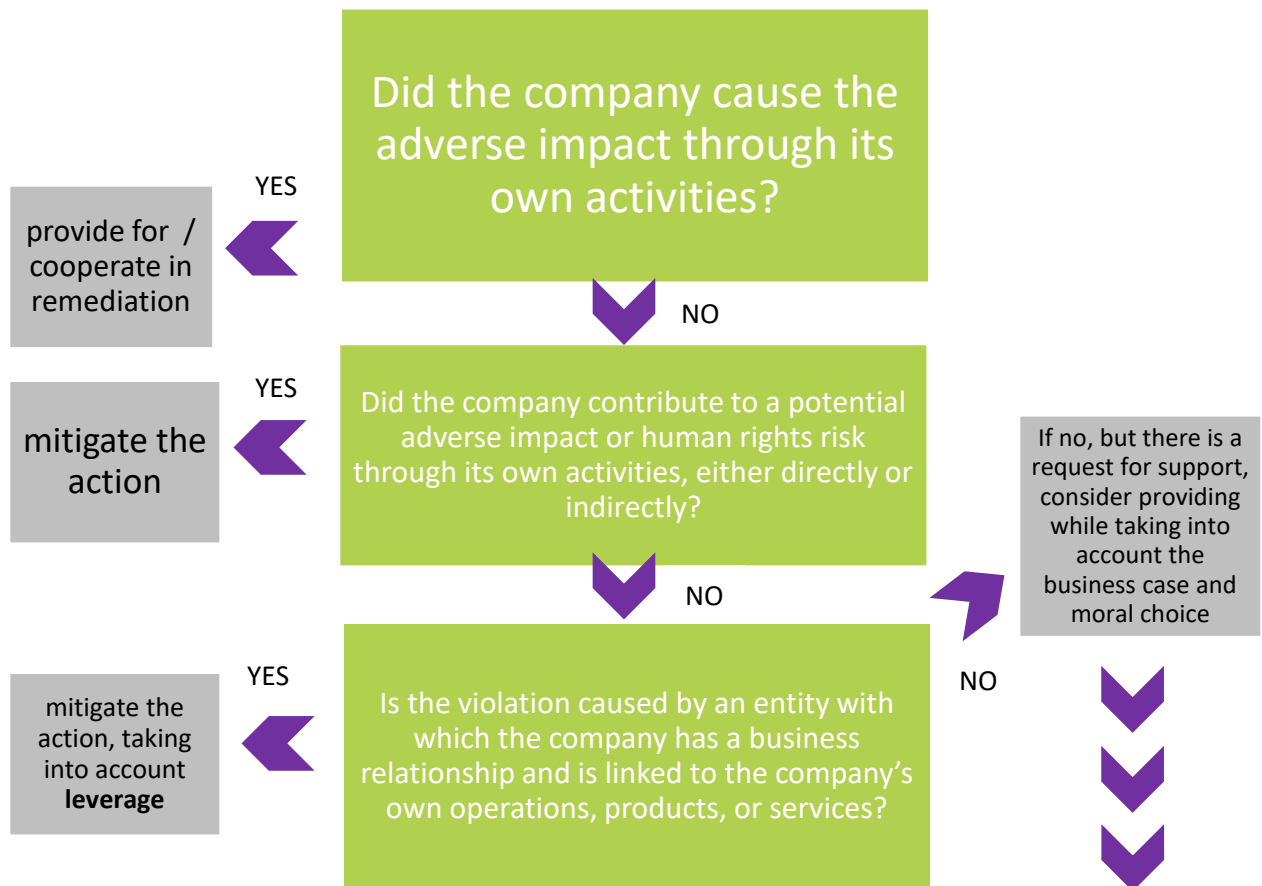 Did the company cause the
adverse impact through its
own activities?
YES
provide for  /
cooperate in
remediation
NO
Did the company contribute to a potential
adverse impact or human rights risk
through its own activities, either directly or
indirectly?
YES
mitigate the
action
NO
Is the violation caused by an entity with
which the company has a business
relationship and is linked to the company’s
own operations, products, or services?
YES
mitigate the
action, taking
into account
leverage
NO
If no, but there is a
request for support,
consider providing
while taking into
account the
business case and
moral choice